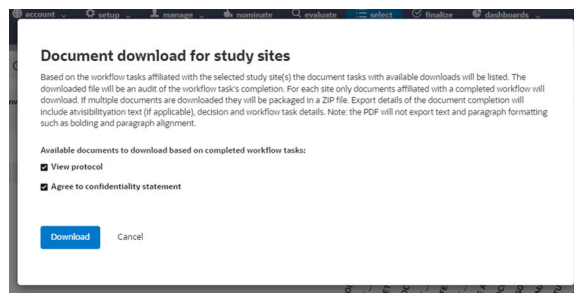 account setup manage nominate evaluate select finalize dashboards
Document download for study sites
Based on the workflow tasks affiliated with the selected study site(s) the document tasks with available downloads will be listed. The
downloaded file will be an audit of the workflow task's completion. For each site only documents affiliated with a completed workflow will
download. If multiple documents are downloaded they will be packaged in a ZIP file. Export details of the document completion will
include atvisibilityation text (if applicable), decision and workflow task details. Note: the PDF will not export text and paragraph formatting
such as bolding and paragraph alignment.
Available documents to download based on completed workflow tasks:
View protocol
Agree to confidentiality statement
Download Cancel